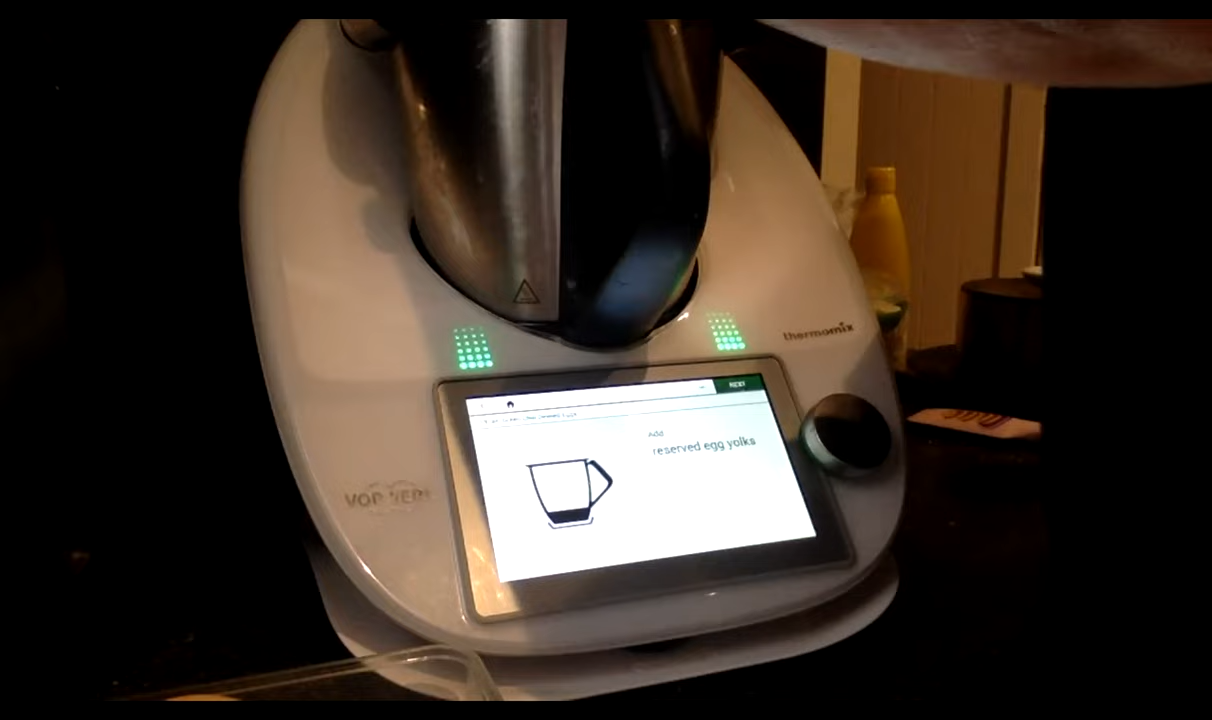 thermomix
NEXT
Add
reserved egg yolks
VORWERK